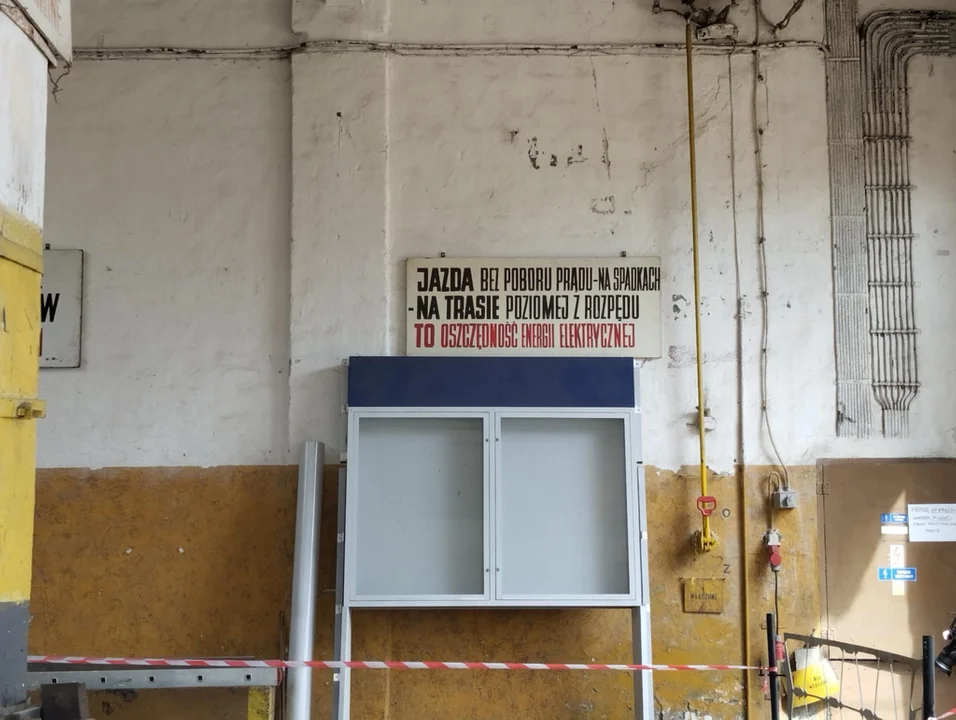 W
JAZDA BEZ POBORU PRĄDU-NA SPADKACH
-NA TRASIE POZIOMEJ Z ROZPĘDU
TO OSZCZĘDNOŚĆ ENERGII ELEKTRYCZNEJ
O
Z